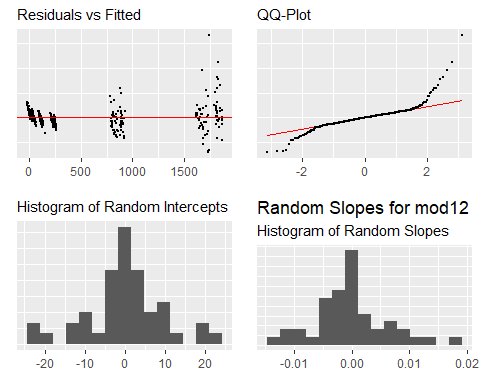 Residuals vs Fitted
0 500 1000 1500
QQ-Plot
-2 0 2
Histogram of Random Intercepts
-20 -10 0 10 20
Random Slopes for mod12
Histogram of Random Slopes
-0.01 0.00 0.01 0.02